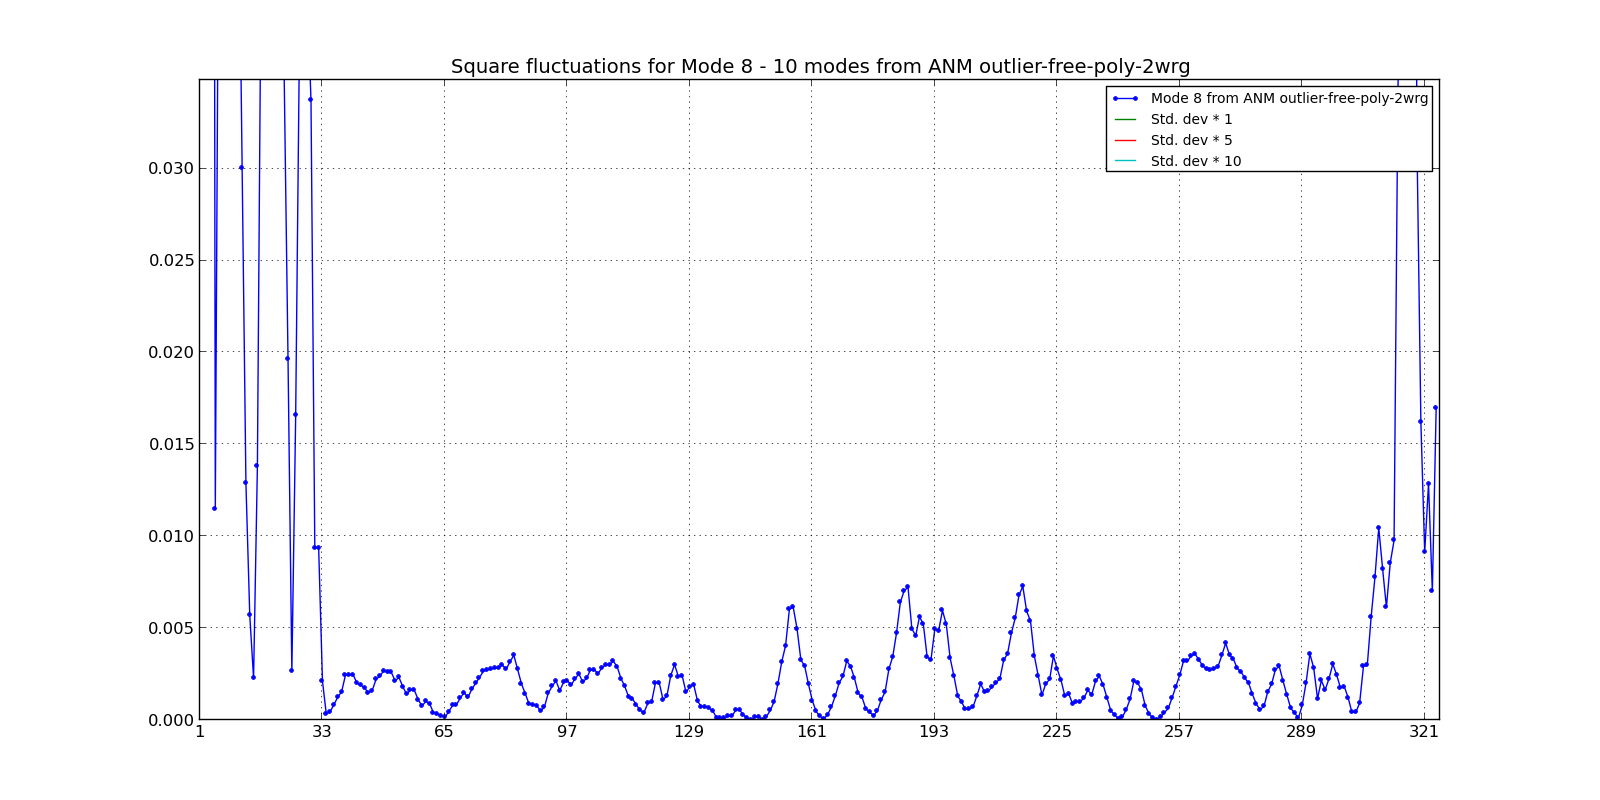 Square fluctuations for Mode 8 - 10 modes from ANM outlier-free-poly-2wrg
Mode 8 from ANM outlier-free-poly-2wrg
Std. dev * 1
Std. dev * 5
Std. dev * 10
0.030
0.025
0.020
0.015
0.010
0.005
0.000
1 33 65 97 129 161 193 225 257 289 321